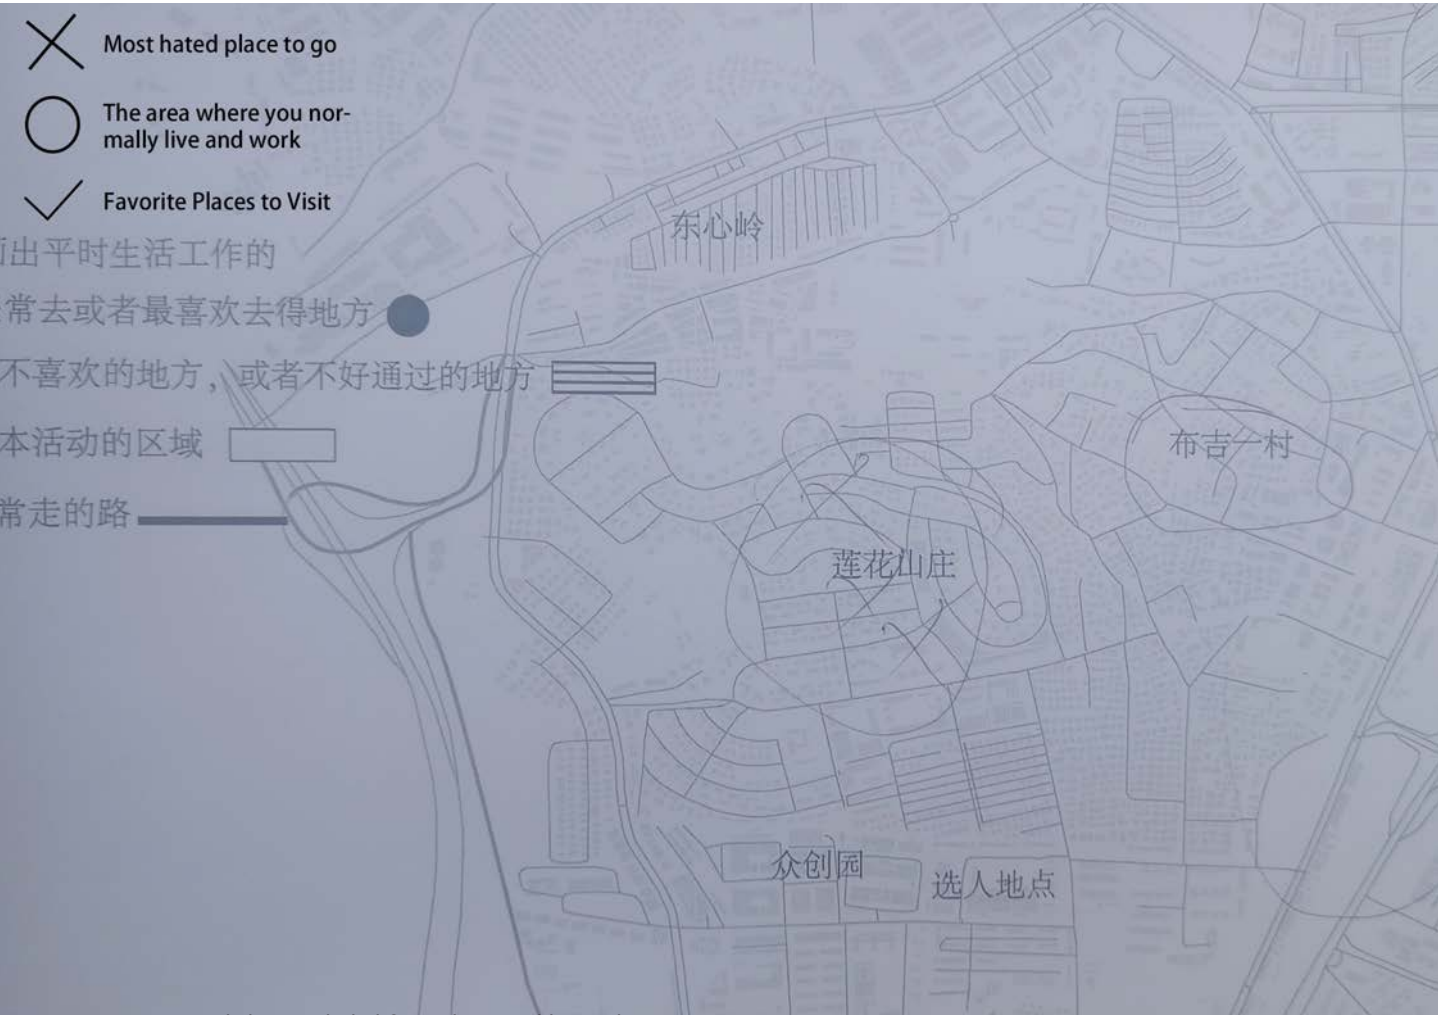 Most hated place to go
The area where you nor-
mally live and work
Favorite Places to Visit
出平时生活工作的
常去或者最喜欢去得地方
不喜欢的地方，或者不好通过的地方
本活动的区域
常走的路
东心岭
布吉一村
莲花山庄
众创园
选人地点